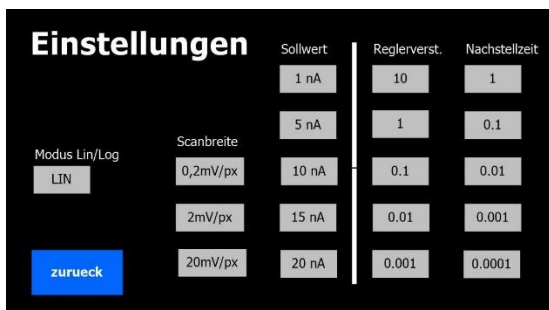 Einstellungen
Sollwert
Reglerverst.
Nachstellzeit
1 nA
10
1
5 nA
1
0.1
Modus Lin/Log
Scanbreite
LIN
0,2mV/px
10 nA
0.1
0.01
2mV/px
15 nA
0.01
0.001
zurueck
20mV/px
20 nA
0.001
0.0001